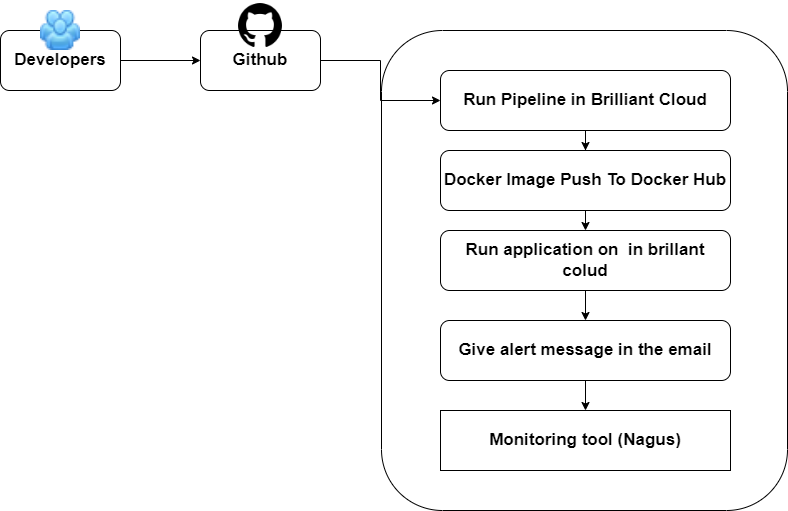 Developers
Github
Run Pipeline in Brilliant Cloud
Docker Image Push To Docker Hub
Run application on  in brillant
colud
Give alert message in the email
Monitoring tool (Nagus)